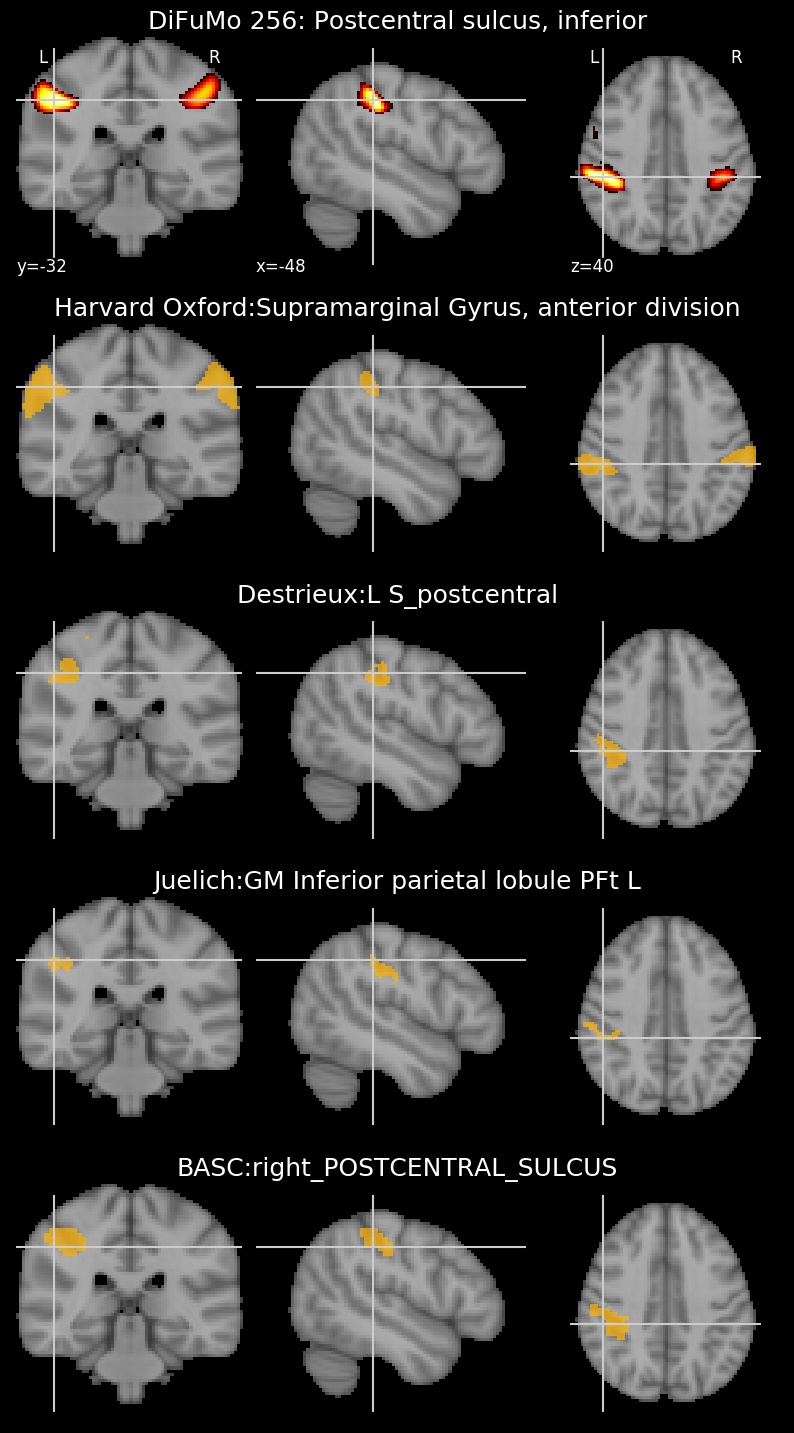 DiFuMo 256: Postcentral sulcus, inferior
L R L R
y=-32 x=-48 z=40
Harvard Oxford:Supramarginal Gyrus, anterior division
Destrieux:L S_postcentral
Juelich:GM Inferior parietal lobule PFt L
BASC:right_POSTCENTRAL_SULCUS